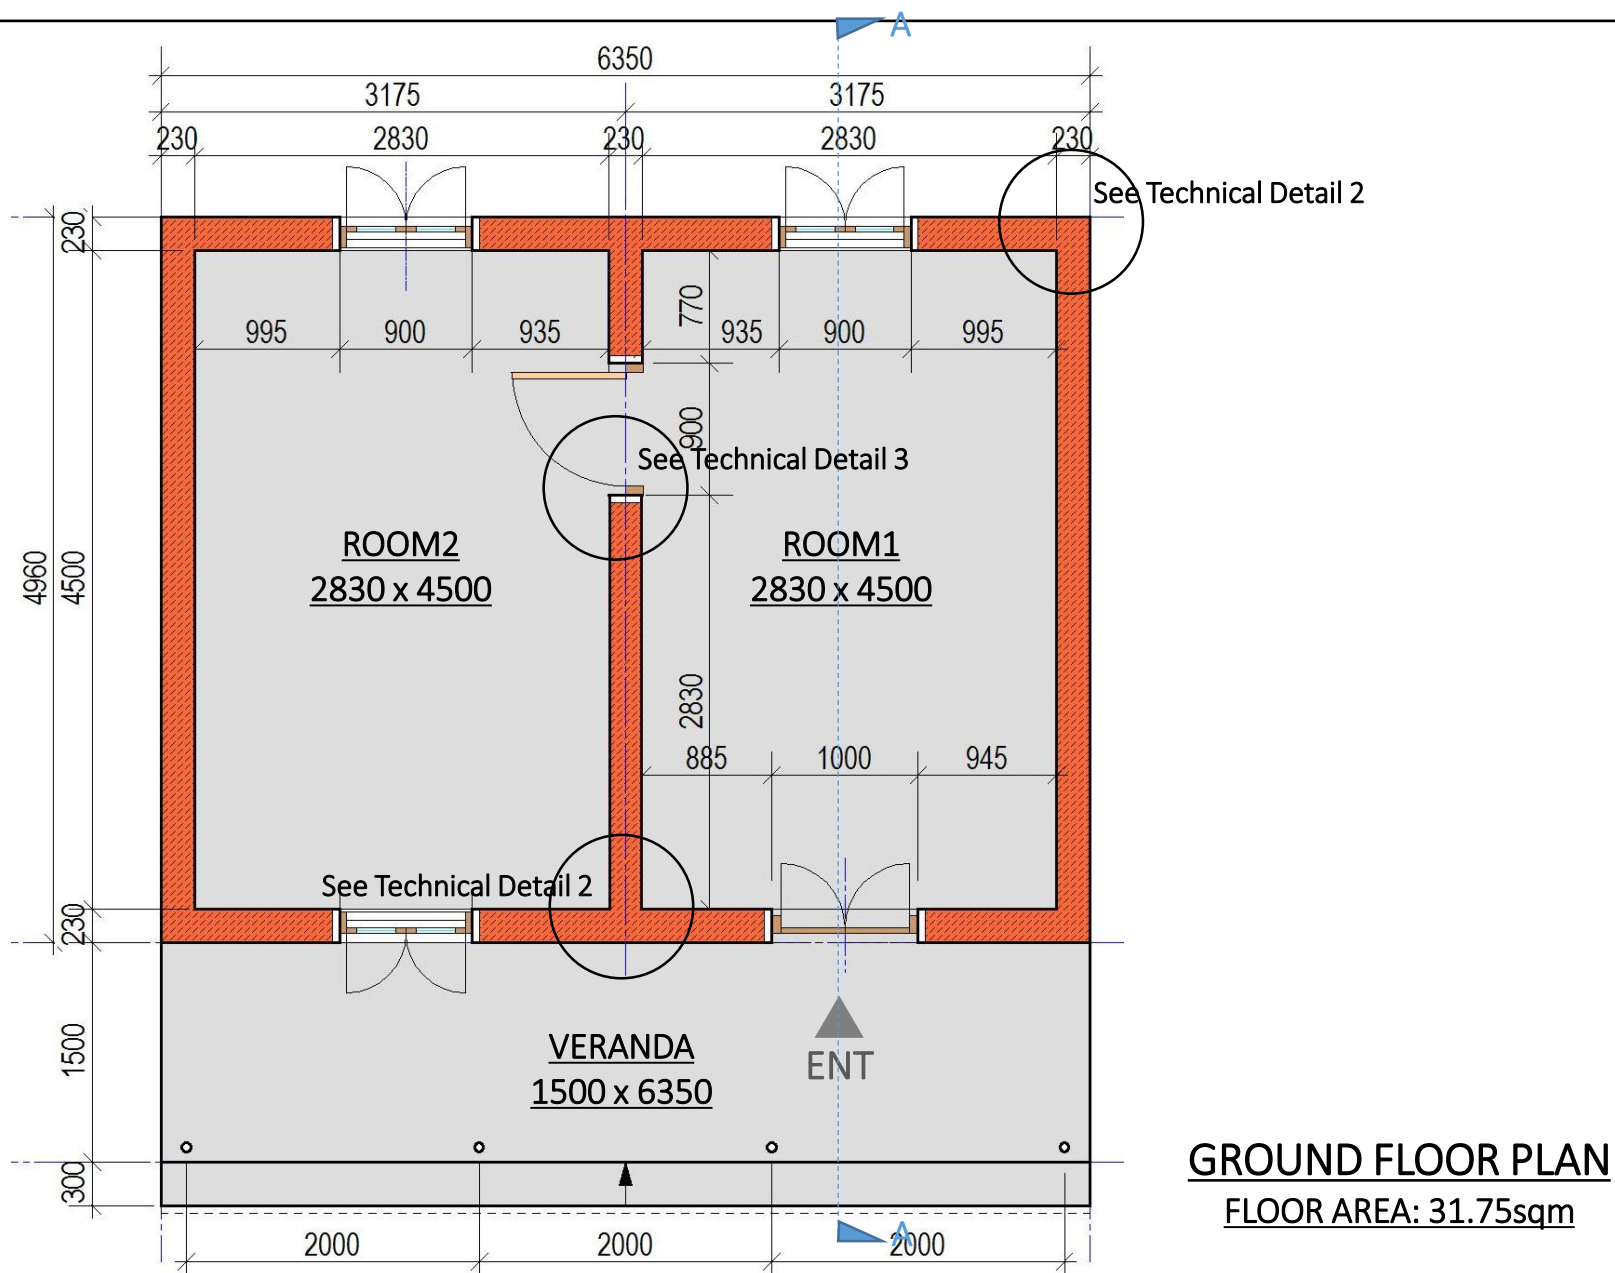 A
6350
3175
3175
230
2830
230
2830
230
See Technical Detail 2
230
770
995
900
935
935
900
995
900
See Technical Detail 3
ROOM2
2830 x 4500
ROOM1
2830 x 4500
4960
4500
2830
885
1000
945
See Technical Detail 2
230
1500
VERANDA
1500 x 6350
ENT
300
GROUND FLOOR PLAN
FLOOR AREA: 31.75sqm
A
2000
2000
2000